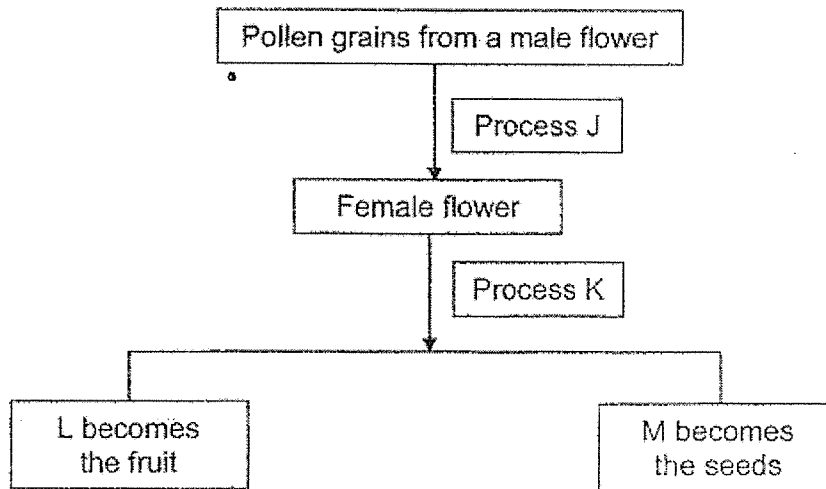 Pollen grains from a male flower
Process J
Female flower
Process K
L becomes
the fruit
M becomes
the seeds